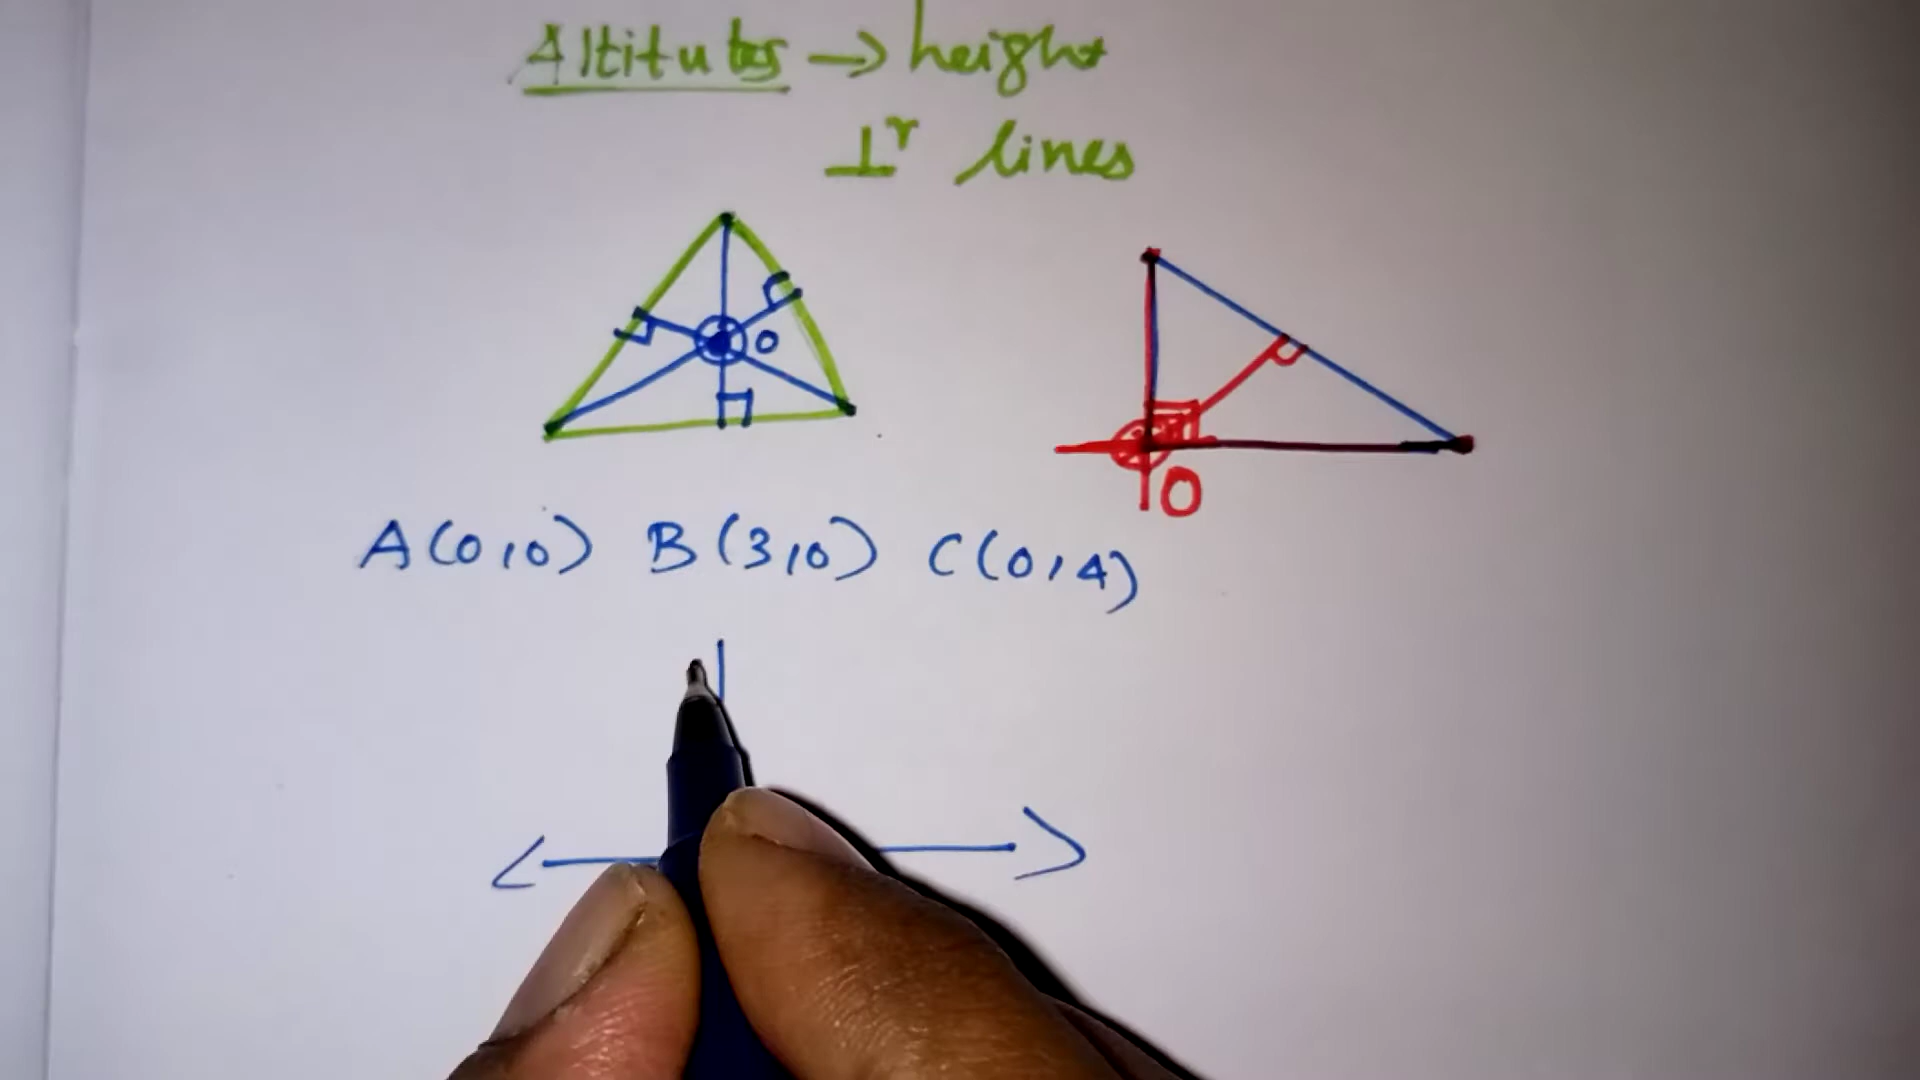 Altitutes → height
⊥r lines
O
O
A(0,0) B(3,0) C(0,4)